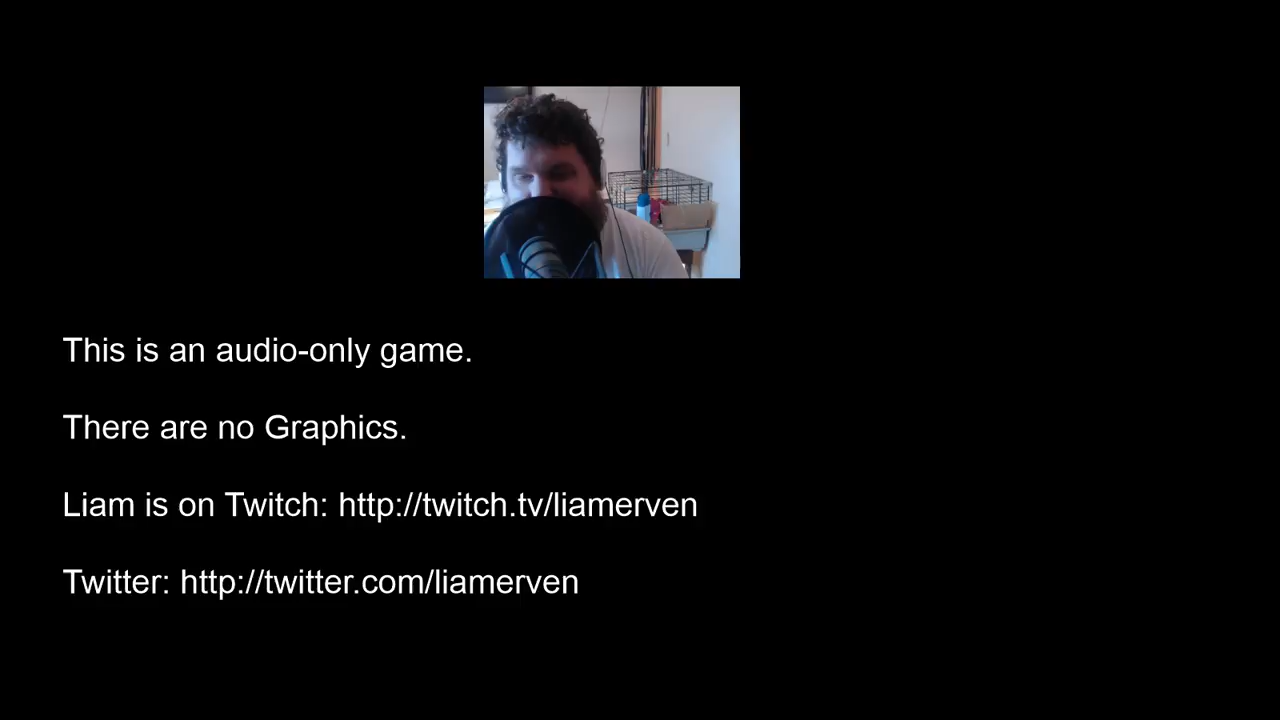 This is an audio-only game.
There are no Graphics.
Liam is on Twitch: http://twitch.tv/liamerven
Twitter: http://twitter.com/liamerven